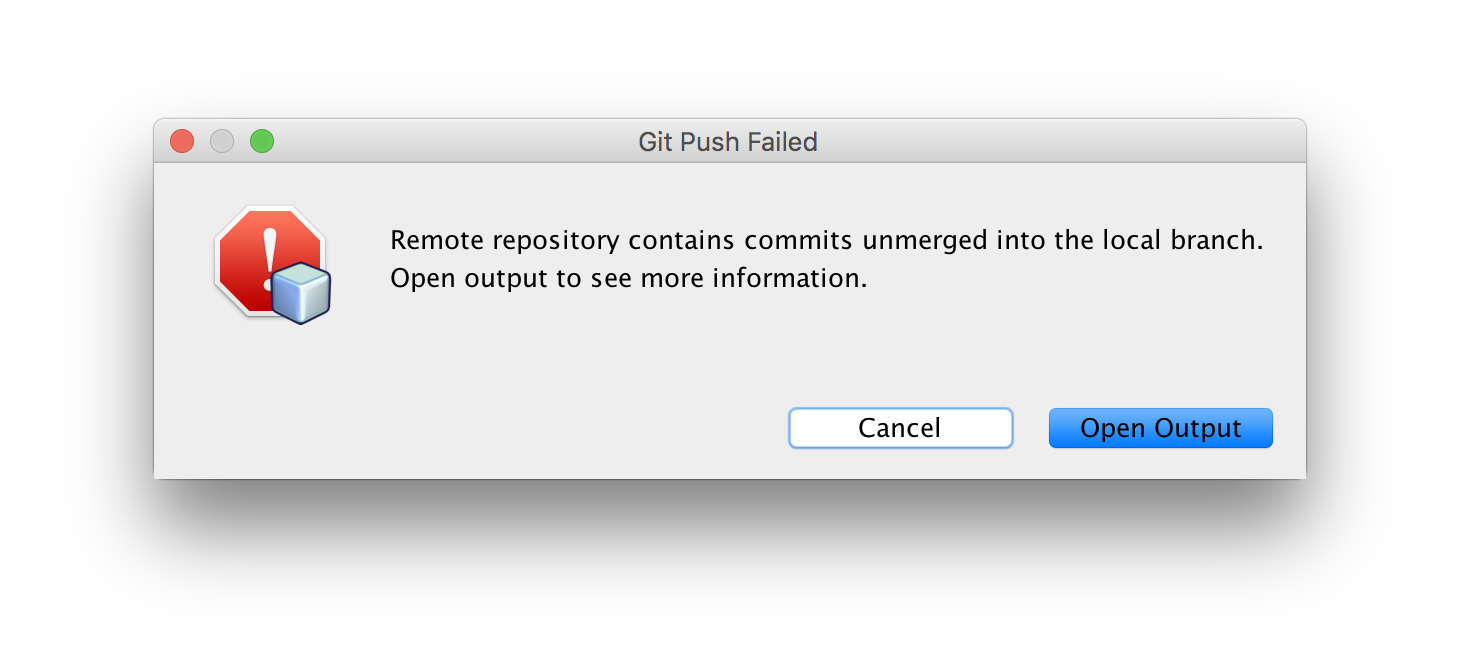 Git Push Failed
Remote repository contains commits unmerged into the local branch.
Open output to see more information.
Cancel
Open Output